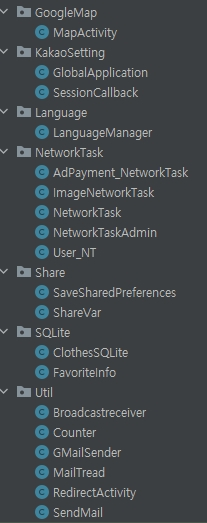 GoogleMap
MapActivity
KakaoSetting
GlobalApplication
SessionCallback
Language
LanguageManager
NetworkTask
AdPayment_NetworkTask
ImageNetworkTask
NetworkTask
NetworkTaskAdmin
User_NT
Share
SaveSharedPreferences
ShareVar
SQLite
ClothesSQLite
FavoriteInfo
Util
Broadcastreceiver
Counter
GMailSender
MailTread
RedirectActivity
SendMail